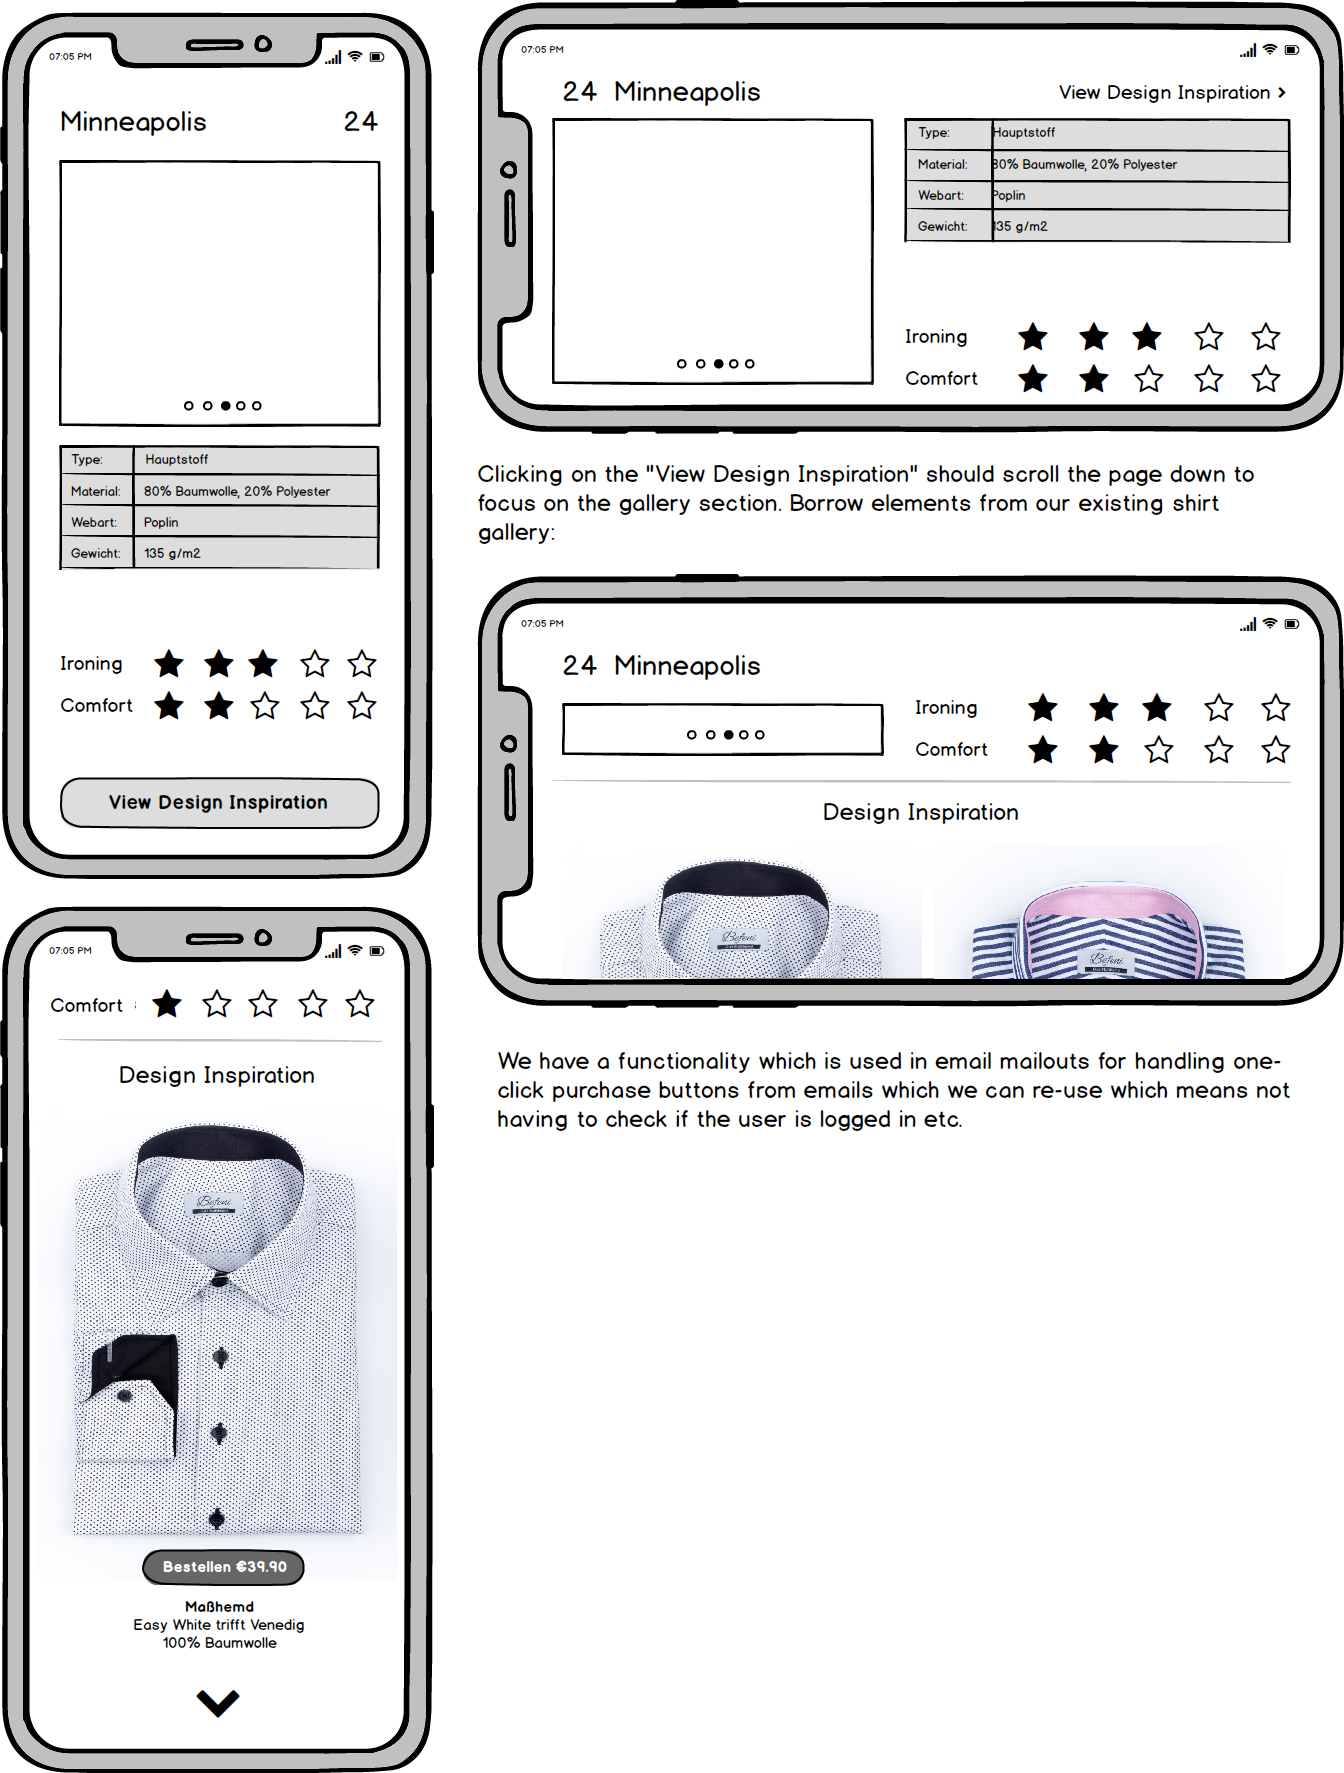 07:05 PM
Minneapolis 24
Type: Hauptstoff
Material: 80% Baumwolle, 20% Polyester
Webart: Poplin
Gewicht: 135 g/m2
Ironing
Comfort
View Design Inspiration
07:05 PM
24 Minneapolis
View Design Inspiration >
Type: Hauptstoff
Material: 80% Baumwolle, 20% Polyester
Webart: Poplin
Gewicht: 135 g/m2
Ironing
Comfort
Clicking on the "View Design Inspiration" should scroll the page down to
focus on the gallery section. Borrow elements from our existing shirt
gallery:
07:05 PM
24 Minneapolis
Ironing
Comfort
Design Inspiration
Befeni
Befeni
07:05 PM
Comfort
Design Inspiration
Befeni
Bestellen €39.90
Maßhemd
Easy White trifft Venedig
100% Baumwolle
We have a functionality which is used in email mailouts for handling one-
click purchase buttons from emails which we can re-use which means not
having to check if the user is logged in etc.